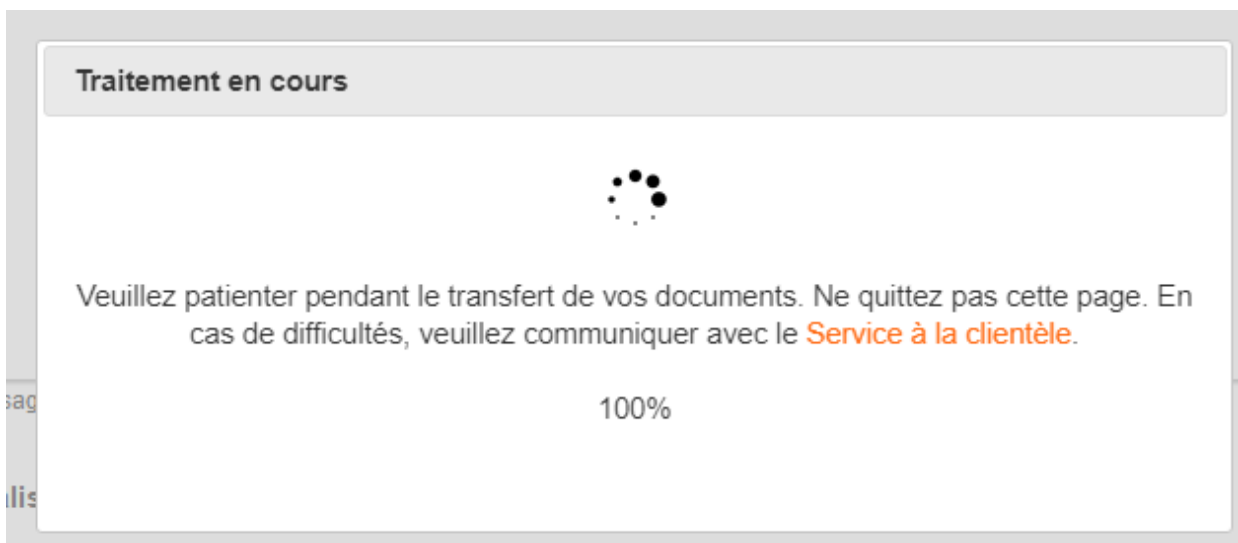 Traitement en cours
Veuillez patienter pendant le transfert de vos documents. Ne quittez pas cette page. En
cas de difficultés, veuillez communiquer avec le Service à la clientèle.
100%